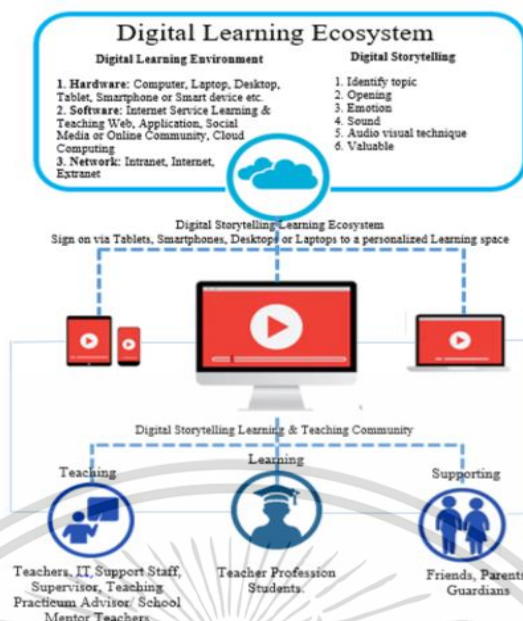 Digital Learning Ecosystem
Digital Learning Environment
1. Hardware: Computer, Laptop, Desktop,
Tablet, Smartphone or Smart device etc.
2. Software: Internet Service Learning &
Teaching Web, Application, Social
Media or Online Community, Cloud
Computing
3. Network: Intranet, Internet,
Extranet
Digital Storytelling
1. Identify topic
2. Opening
3. Emotion
4. Sound
5. Audio visual technique
6. Valuable
Digital Storytelling Learning Ecosystem
Sign on via Tablets, Smartphones, Desktops or Laptops to a personalized Learning space
Digital Storytelling Learning & Teaching Community
Teaching
Learning
Supporting
Teachers, IT Support Staff,
Supervisor, Teaching
Practicum Advisor/ School
Mentor Teachers
Teacher Profession
Students.
Friends, Parents
Guardians